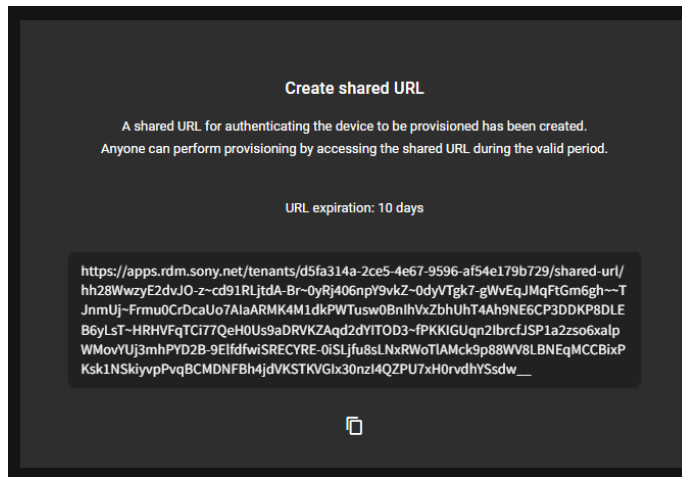 Create shared URL
A shared URL for authenticating the device to be provisioned has been created.
Anyone can perform provisioning by accessing the shared URL during the valid period.
URL expiration: 10 days
https://apps.rdm.sony.net/tenants/d5fa314a-2ce5-4e67-9596-af54e179b729/shared-url/
hh28WwzyE2dvJO-z~cd91RLjtdA-Br~0yRj406npY9vkZ~0dyVTgk7-gWvEqJMqFtGm6gh~~T
JnmUj~Frmu0CrDcaUo7AIaARMK4M1dkPWTusw0BnIhVxZbhUhT4Ah9NE6CP3DDKP8DLE
B6yLsT~HRHVFqTCi77QeH0Us9aDRVKZAqd2dYITOD3~fPKKIGUqn2IbrcfJSP1a2zso6xalp
WMovYUj3mhPYD2B-9ElfdfwiSRECYRE-0iSLjfu8sLNxRWoTlAMck9p88WV8LBNEqMCCBixP
Ksk1NSkiyvpPvqBCMDNFBh4jdVKSTKVGIx30nzI4QZPU7xH0rvdhYSsdw__